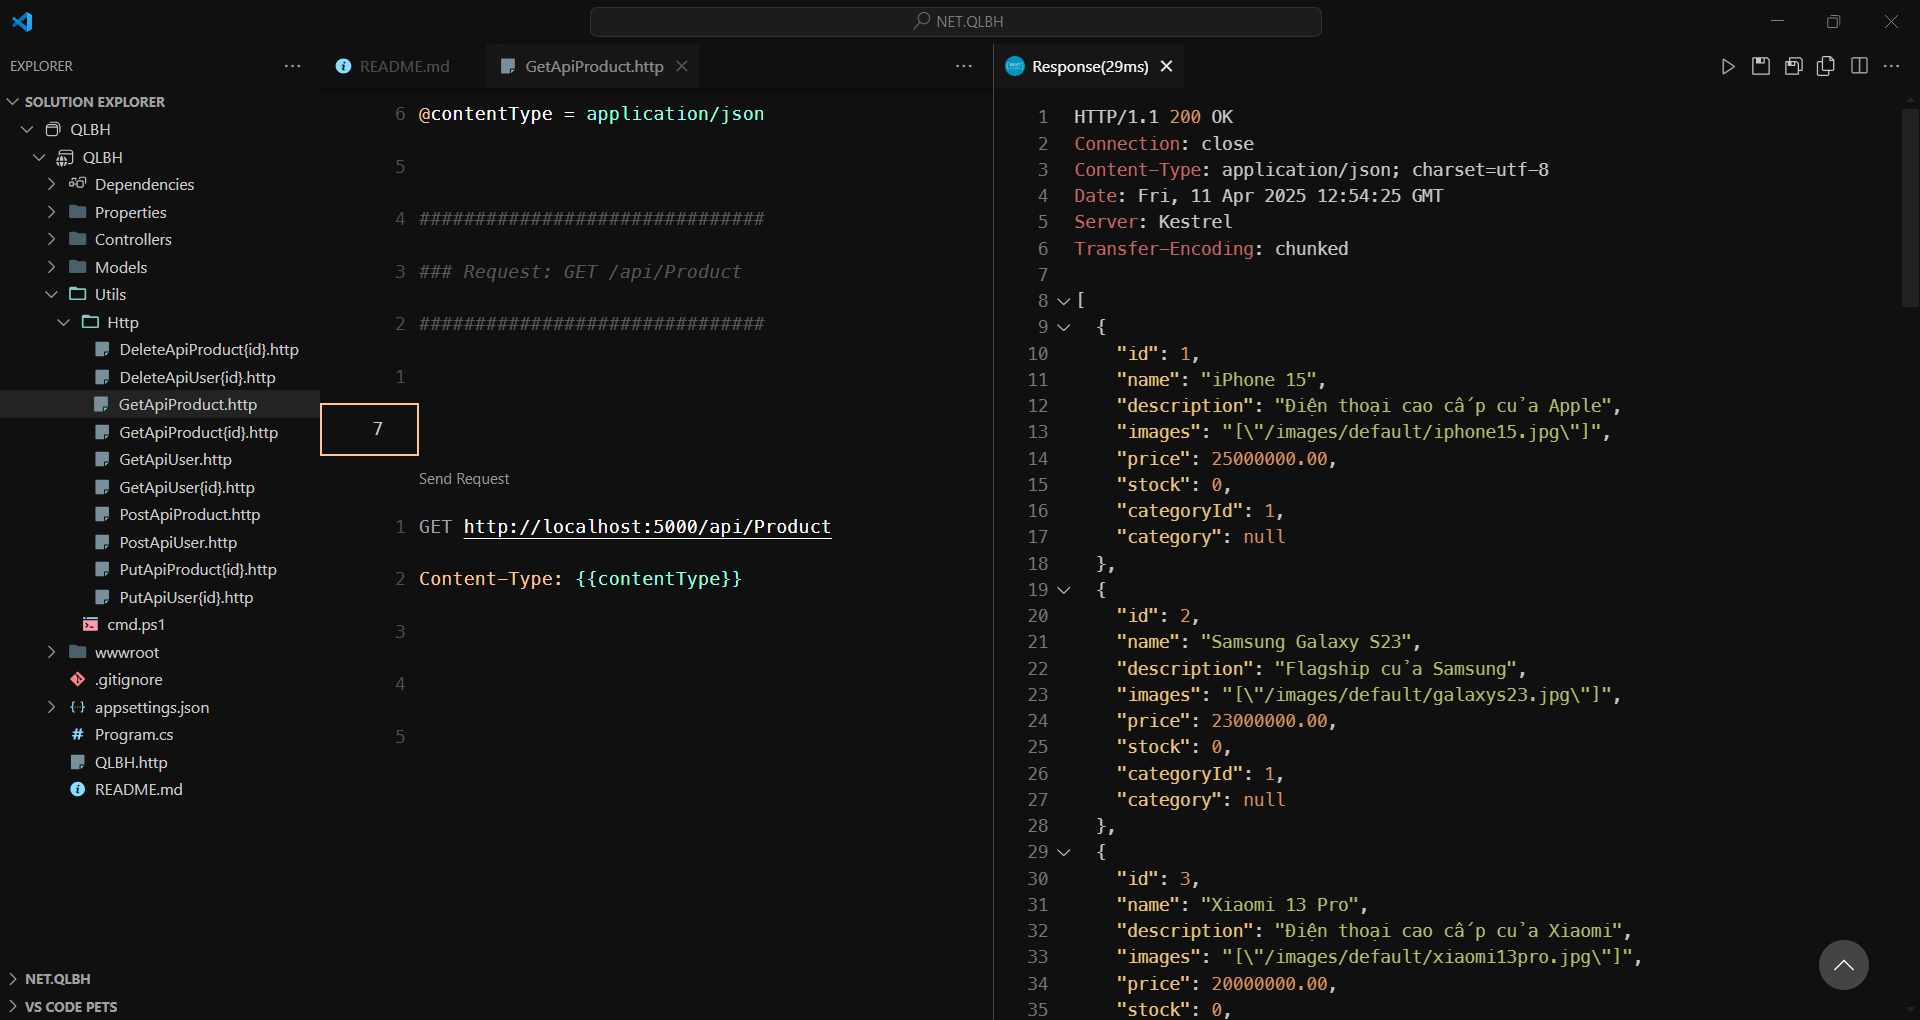 NET.QLBH
EXPLORER
SOLUTION EXPLORER
QLBH
QLBH
Dependencies
Properties
Controllers
Models
Utils
Http
DeleteApiProduct{id}.http
DeleteApiUser{id}.http
GetApiProduct.http
GetApiProduct{id}.http
GetApiUser.http
GetApiUser{id}.http
PostApiProduct.http
PostApiUser.http
PutApiProduct{id}.http
PutApiUser{id}.http
cmd.ps1
wwwroot
.gitignore
appsettings.json
Program.cs
QLBH.http
README.md
NET.QLBH
VS CODE PETS
README.md
GetApiProduct.http
6 @contentType = application/json
5
4 ###############################
3 ### Request: GET /api/Product
2 ###############################
1
7
Send Request
1 GET http://localhost:5000/api/Product
2 Content-Type: {{contentType}}
3
4
5
Response(29ms)
1 HTTP/1.1 200 OK
2 Connection: close
3 Content-Type: application/json; charset=utf-8
4 Date: Fri, 11 Apr 2025 12:54:25 GMT
5 Server: Kestrel
6 Transfer-Encoding: chunked
7
8 [
9 {
10 "id": 1,
11 "name": "iPhone 15",
12 "description": "Điện thoại cao cấp của Apple",
13 "images": "[\"/images/default/iphone15.jpg\"]",
14 "price": 25000000.00,
15 "stock": 0,
16 "categoryId": 1,
17 "category": null
18 },
19 {
20 "id": 2,
21 "name": "Samsung Galaxy S23",
22 "description": "Flagship của Samsung",
23 "images": "[\"/images/default/galaxys23.jpg\"]",
24 "price": 23000000.00,
25 "stock": 0,
26 "categoryId": 1,
27 "category": null
28 },
29 {
30 "id": 3,
31 "name": "Xiaomi 13 Pro",
32 "description": "Điện thoại cao cấp của Xiaomi",
33 "images": "[\"/images/default/xiaomi13pro.jpg\"]",
34 "price": 20000000.00,
35 "stock": 0,